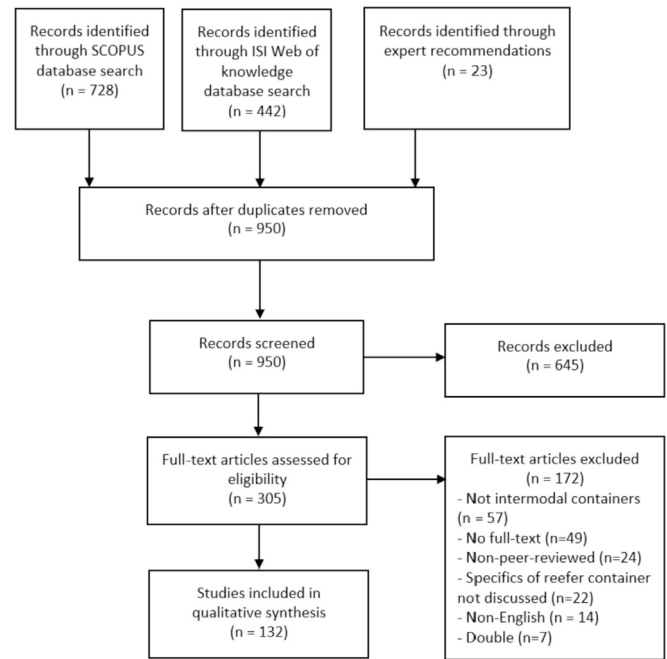 Records identified
through SCOPUS
database search
(n = 728)
Records identified
through ISI Web of
knowledge
database search
(n = 442)
Records identified through
expert recommendations
(n = 23)
Records after duplicates removed
(n = 950)
Records screened
(n = 950)
Records excluded
(n = 645)
Full-text articles assessed for
eligibility
(n = 305)
Full-text articles excluded
(n = 172)
- Not intermodal containers
(n = 57)
- No full-text (n=49)
- Non-peer-reviewed (n=24)
- Specifics of reefer container
not discussed (n=22)
- Non-English (n = 14)
- Double (n=7)
Studies included in
qualitative synthesis
(n = 132)